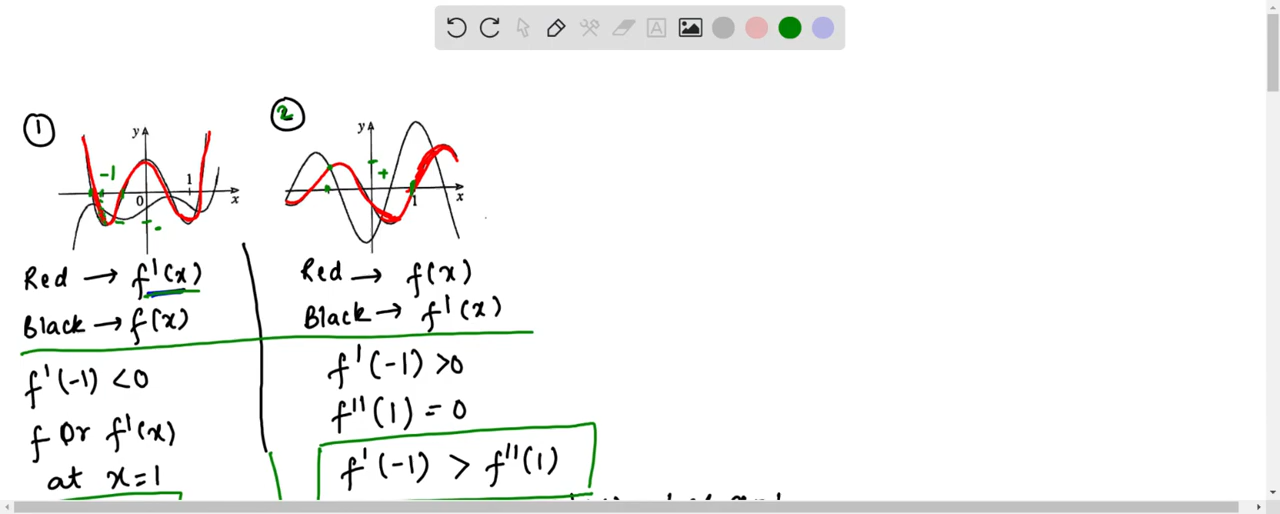 1
2
y
-1
1
0
x
y
+
1
x
Red → f'(x)
Black → f(x)
Red → f(x)
Black → f'(x)
f'(-1) <0
f or f'(x)
at x=1
f'(-1) >0
f''(1) = 0
f'(-1) > f''(1)